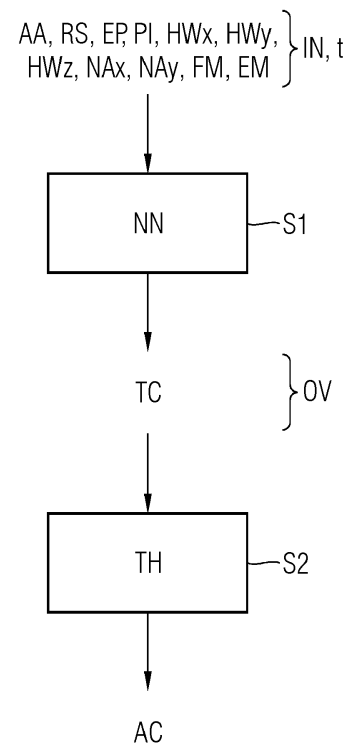 AA, RS, EP, PI, HWx, HWy,
HWz, NAx, NAy, FM, EM
IN, t
NN
S1
TC
OV
TH
S2
AC